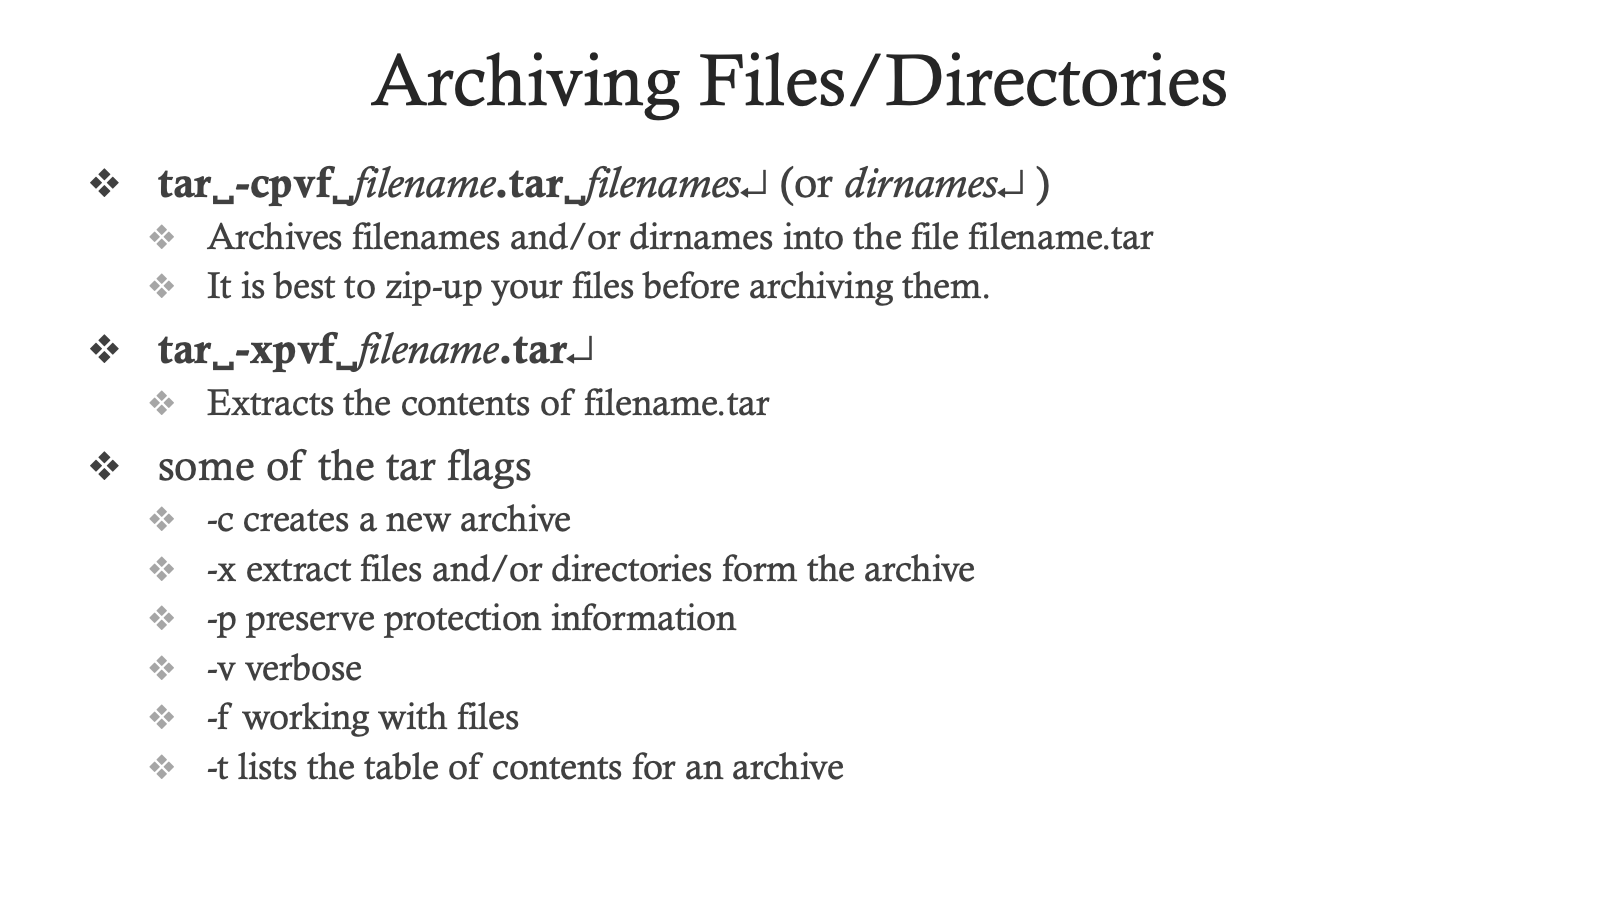 Archiving Files/Directories
❖ tar␣-cpvf␣filename.tar␣filenames↵ (or dirnames↵ )
❖ Archives filenames and/or dirnames into the file filename.tar
❖ It is best to zip-up your files before archiving them.
❖ tar␣-xpvf␣filename.tar↵
❖ Extracts the contents of filename.tar
❖ some of the tar flags
❖ -c creates a new archive
❖ -x extract files and/or directories form the archive
❖ -p preserve protection information
❖ -v verbose
❖ -f working with files
❖ -t lists the table of contents for an archive